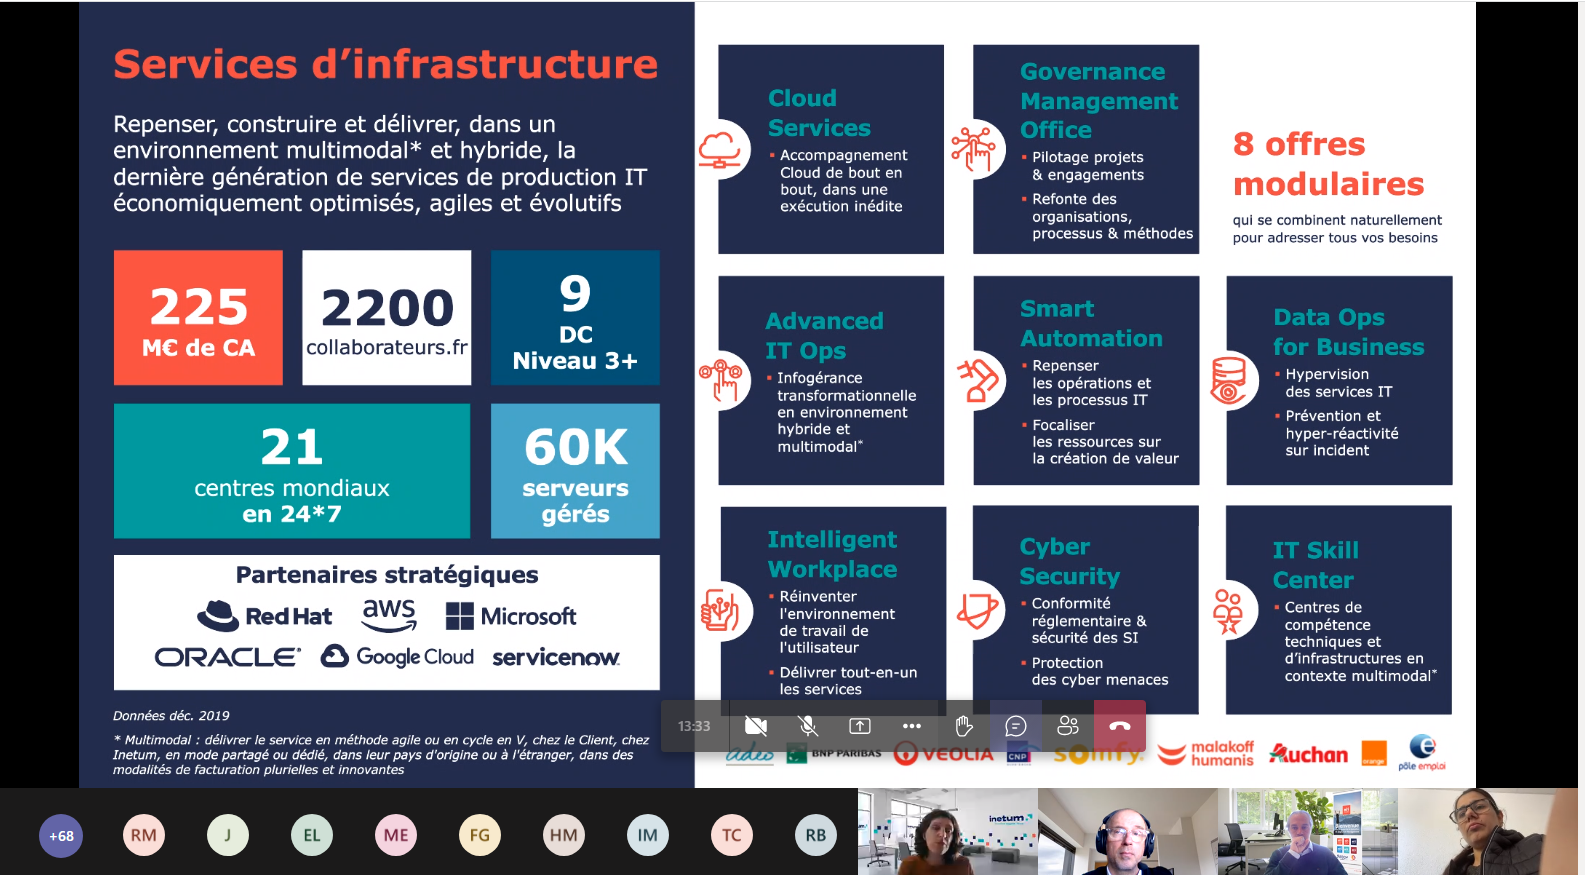 Services d’infrastructure
Repenser, construire et délivrer, dans un
environnement multimodal* et hybride, la
dernière génération de services de production IT
économiquement optimisés, agiles et évolutifs
225
M€ de CA
2200
collaborateurs.fr
9
DC
Niveau 3+
21
centres mondiaux
en 24*7
60K
serveurs
gérés
Partenaires stratégiques
Red Hat
aws
Microsoft
ORACLE
Google Cloud
servicenow
Données déc. 2019
* Multimodal : délivrer le service en méthode agile ou en cycle en V, chez le Client, chez
Inetum, en mode partagé ou dédié, dans leur pays d'origine ou à l'étranger, dans des
modalités de facturation plurielles et innovantes
Cloud
Services
Accompagnement
Cloud de bout en
bout, dans une
exécution inédite
Governance
Management
Office
Pilotage projets
& engagements
Refonte des
organisations,
processus & méthodes
8 offres
modulaires
qui se combinent naturellement
pour adresser tous vos besoins
Advanced
IT Ops
Infogérance
transformationnelle
en environnement
hybride et
multimodal*
Smart
Automation
Repenser
les opérations et
les processus IT
Focaliser
les ressources sur
la création de valeur
Data Ops
for Business
Hypervision
des services IT
Prévention et
hyper-réactivité
sur incident
Intelligent
Workplace
Réinventer
l'environnement
de travail de
l'utilisateur
Délivrer tout-en-un
les services
Cyber
Security
Conformité
réglementaire &
sécurité des SI
Protection
des cyber menaces
IT Skill
Center
Centres de
compétence
techniques et
d’infrastructures en
contexte multimodal*
13:33
adeo
BNP PARIBAS
VEOLIA
CNP
somfy.
malakoff
humanis
Auchan
orange
pôle emploi
+68
RM
J
EL
ME
FG
HM
IM
TC
RB
inetum
Bienvenue